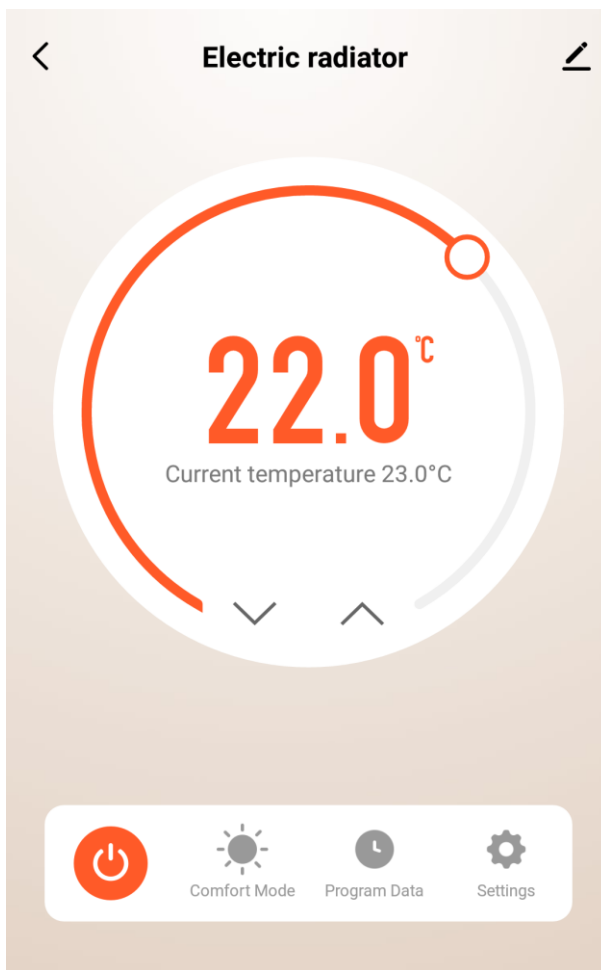 Electric radiator
22.0°C
Current temperature 23.0°C
Comfort Mode Program Data Settings